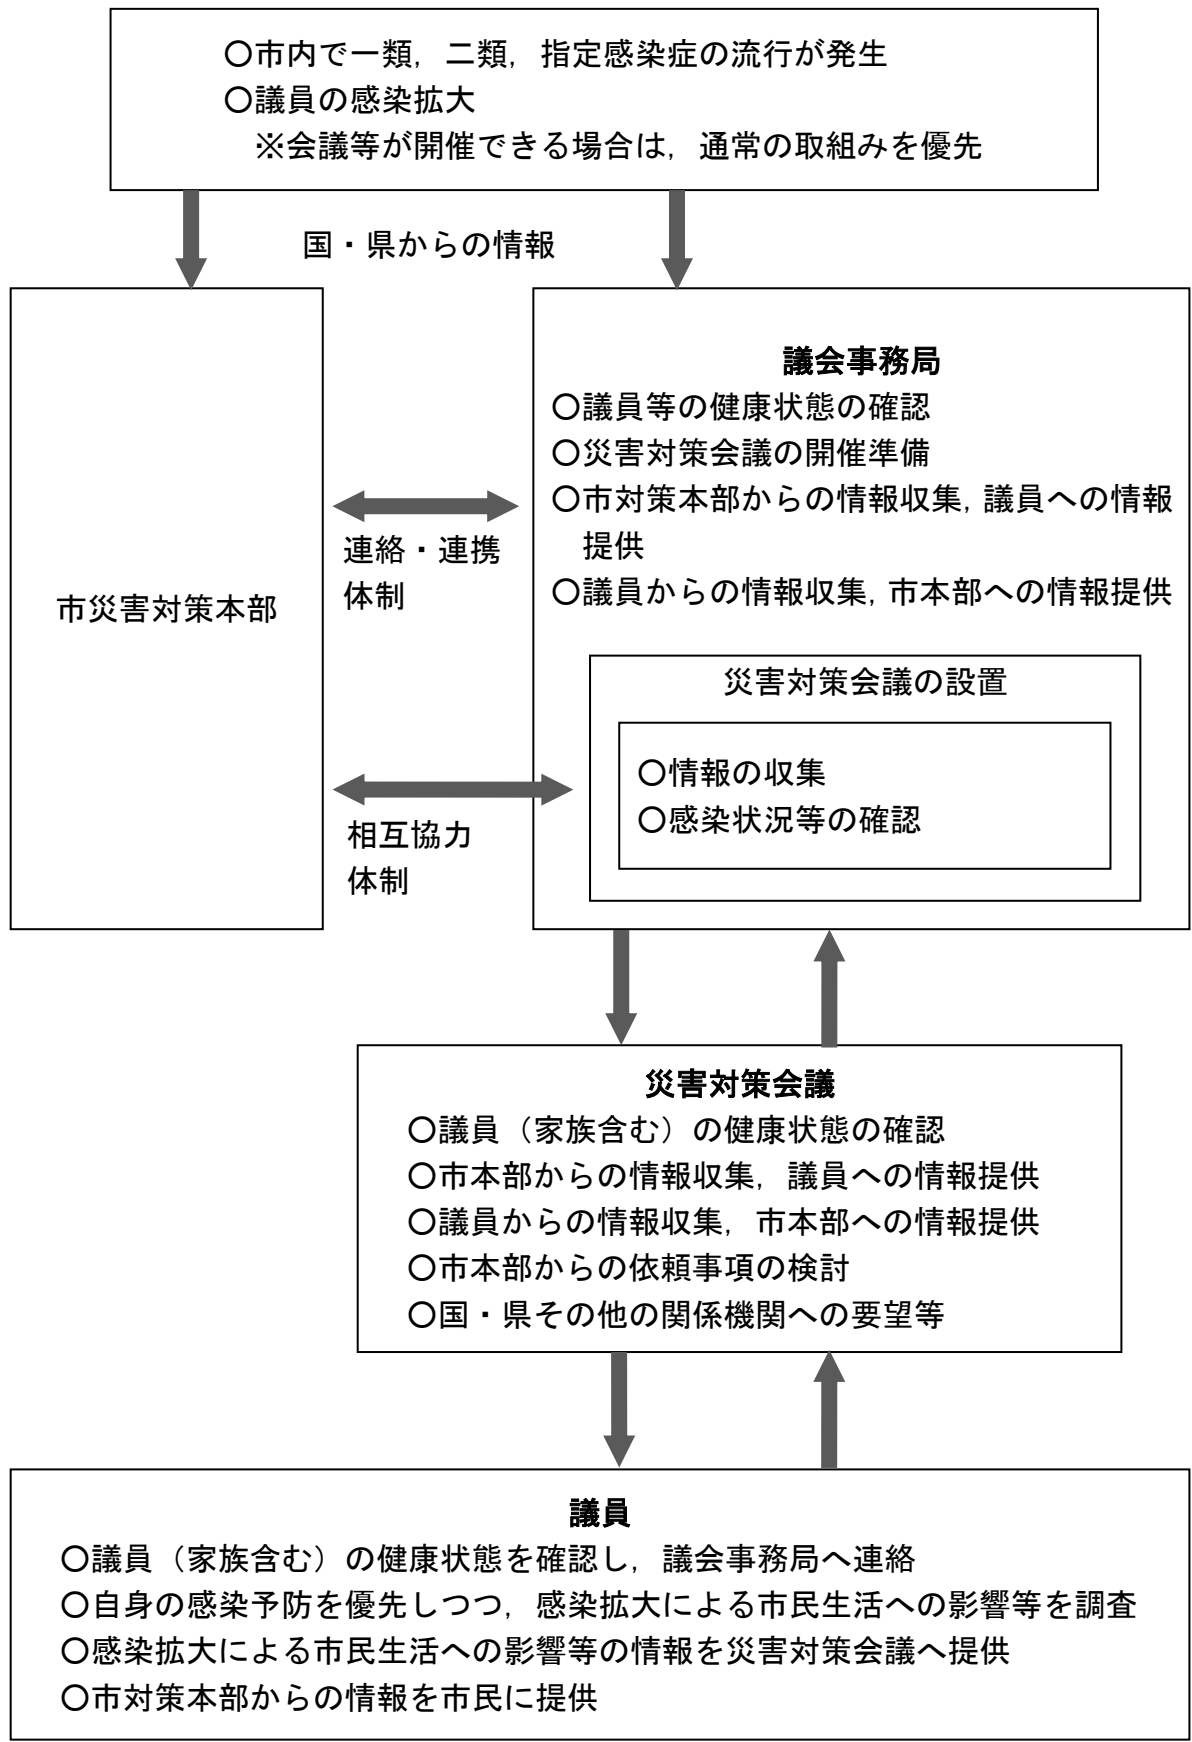 〇市内で一類，二類，指定感染症の流行が発生
〇議員の感染拡大
※会議等が開催できる場合は，通常の取組みを優先
国・県からの情報
市災害対策本部
連絡・連携
体制
相互協力
体制
議会事務局
〇議員等の健康状態の確認
〇災害対策会議の開催準備
〇市対策本部からの情報収集，議員への情報
提供
〇議員からの情報収集，市本部への情報提供
災害対策会議の設置
〇情報の収集
〇感染状況等の確認
災害対策会議
〇議員（家族含む）の健康状態の確認
〇市本部からの情報収集，議員への情報提供
〇議員からの情報収集，市本部への情報提供
〇市本部からの依頼事項の検討
〇国・県その他の関係機関への要望等
議員
〇議員（家族含む）の健康状態を確認し，議会事務局へ連絡
〇自身の感染予防を優先しつつ，感染拡大による市民生活への影響等を調査
〇感染拡大による市民生活への影響等の情報を災害対策会議へ提供
〇市対策本部からの情報を市民に提供